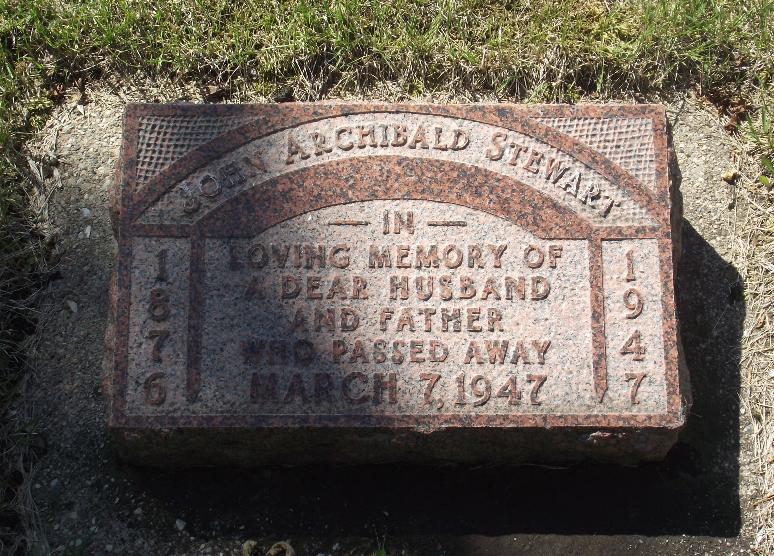 JOHN ARCHIBALD STEWART
IN
LOVING MEMORY OF
A DEAR HUSBAND
AND FATHER
WHO PASSED AWAY
MARCH 7, 1947
1876
1947